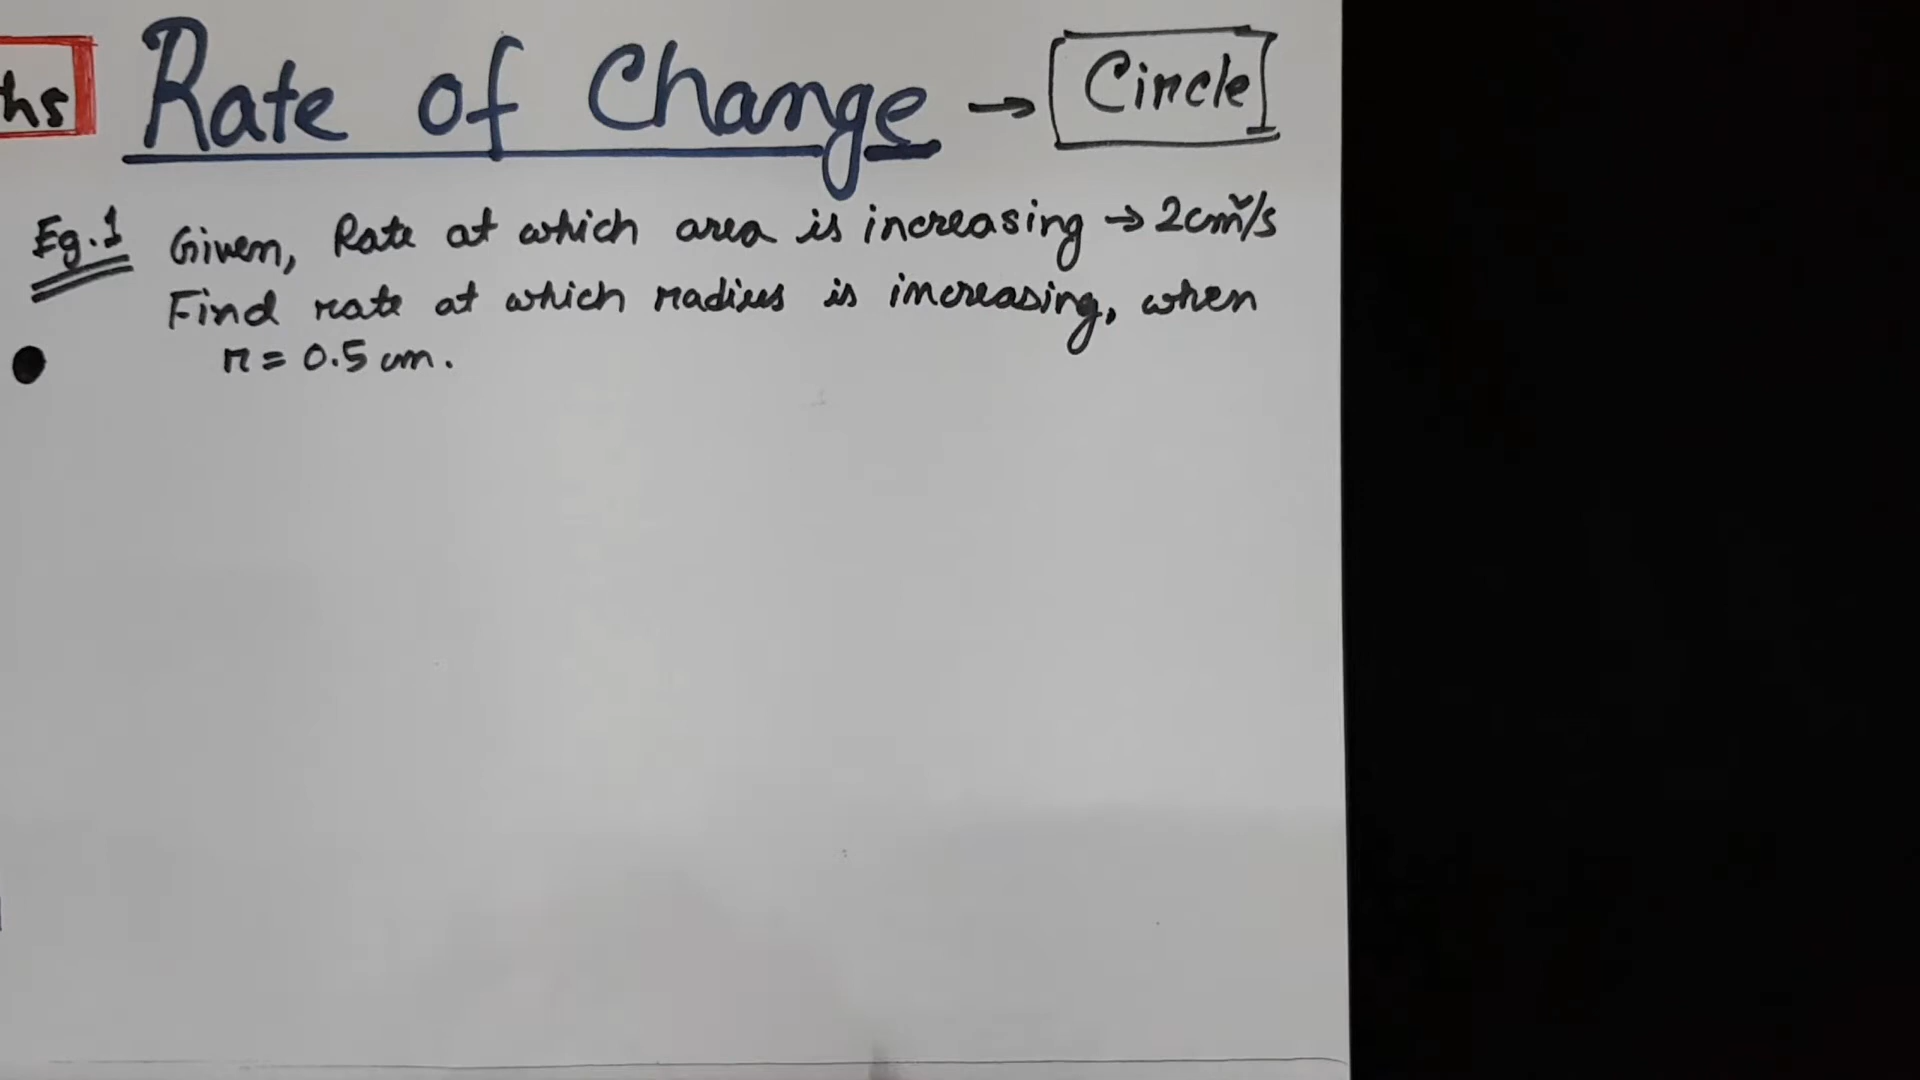 Rate of Change → Circle
Eg.1 Given, Rate at which area is increasing → 2cm²/s
Find rate at which radius is increasing, when
r = 0.5 cm.